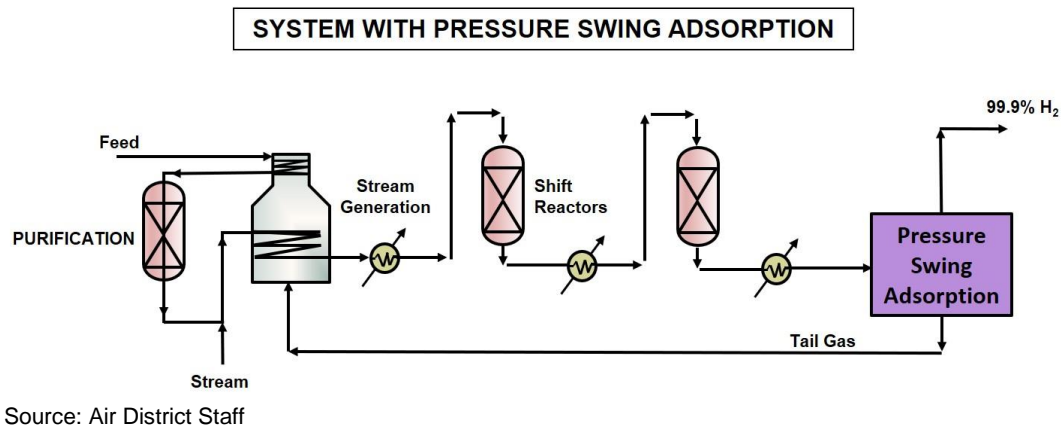 SYSTEM WITH PRESSURE SWING ADSORPTION
99.9% H₂
Feed
Stream
Generation
Shift
Reactors
PURIFICATION
Pressure
Swing
Adsorption
Tail Gas
Stream
Source: Air District Staff